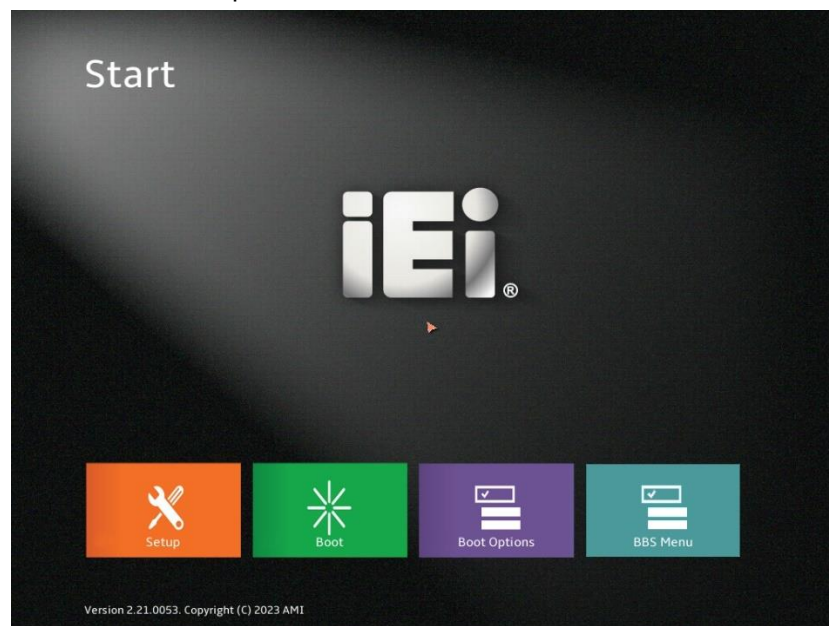 Start
iEi®
Setup
Boot
Boot Options
BBS Menu
Version 2.21.0053. Copyright (C) 2023 AMI